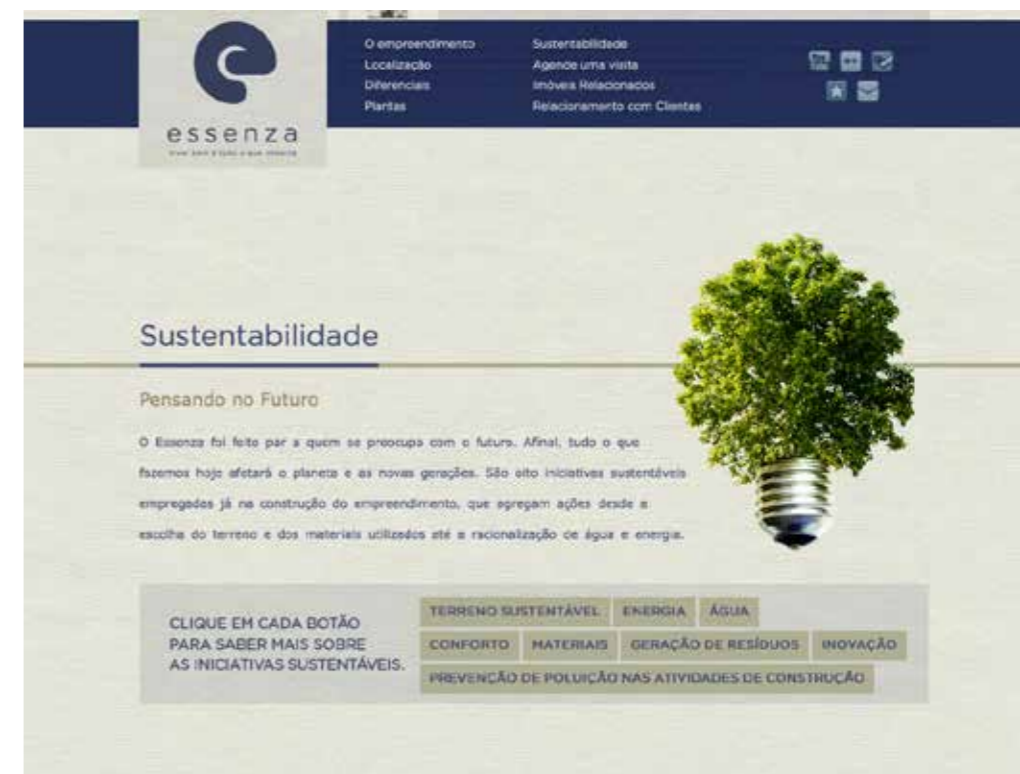 O empreendimento
Localização
Diferenciais
Plantas
Sustentabilidade
Agende uma visita
Imóveis Relacionados
Relacionamento com Clientes
essenza
Sustentabilidade
Pensando no Futuro
O Essenza foi feito par a quem se preocupa com o futuro. Afinal, tudo o que
fazemos hoje afetará o planeta e as novas gerações. São oito iniciativas sustentáveis
empregadas já na construção do empreendimento, que agregam ações desde a
escolha do terreno e dos materiais utilizados até a racionalização de água e energia.
CLIQUE EM CADA BOTÃO
PARA SABER MAIS SOBRE
AS INICIATIVAS SUSTENTÁVEIS.
TERRENO SUSTENTÁVEL ENERGIA ÁGUA
CONFORTO MATERIAIS GERAÇÃO DE RESÍDUOS INOVAÇÃO
PREVENÇÃO DE POLUIÇÃO NAS ATIVIDADES DE CONSTRUÇÃO